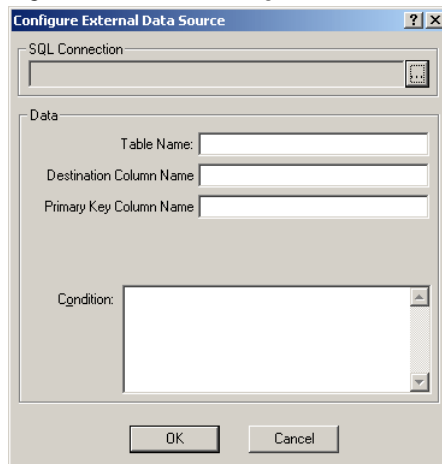 Configure External Data Source
SQL Connection
...
Data
Table Name:
Destination Column Name
Primary Key Column Name
Condition:
OK Cancel